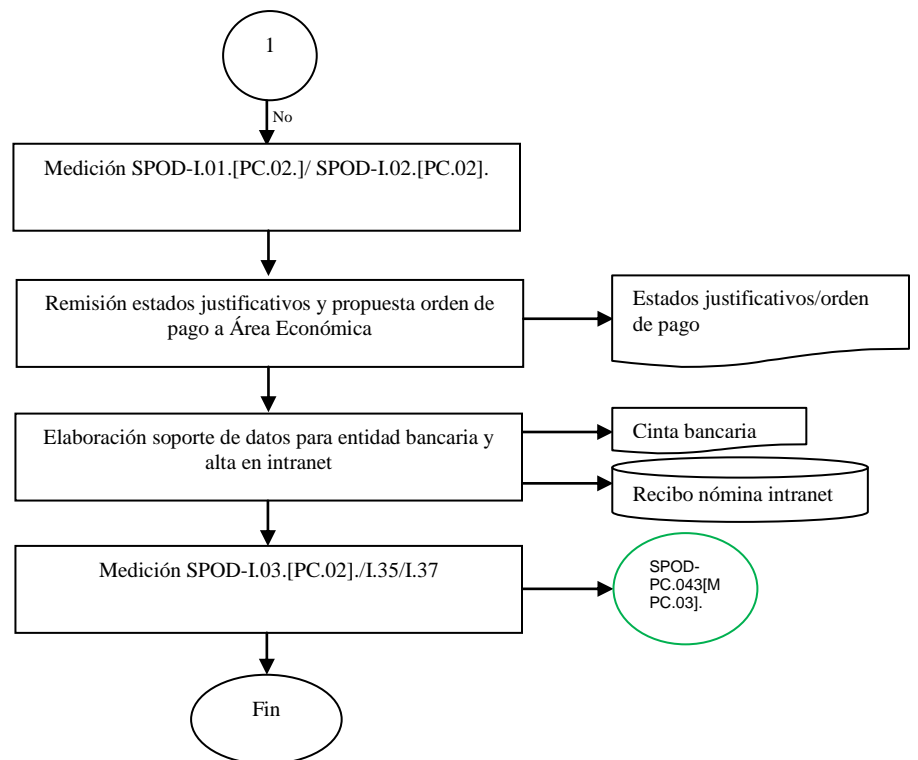 1
No
Medición SPOD-I.01.[PC.02.]/ SPOD-I.02.[PC.02].
Remisión estados justificativos y propuesta orden de
pago a Área Económica
Estados justificativos/orden
de pago
Elaboración soporte de datos para entidad bancaria y
alta en intranet
Cinta bancaria
Recibo nómina intranet
Medición SPOD-I.03.[PC.02]./I.35/I.37
SPOD-
PC.043[M
PC.03].
Fin